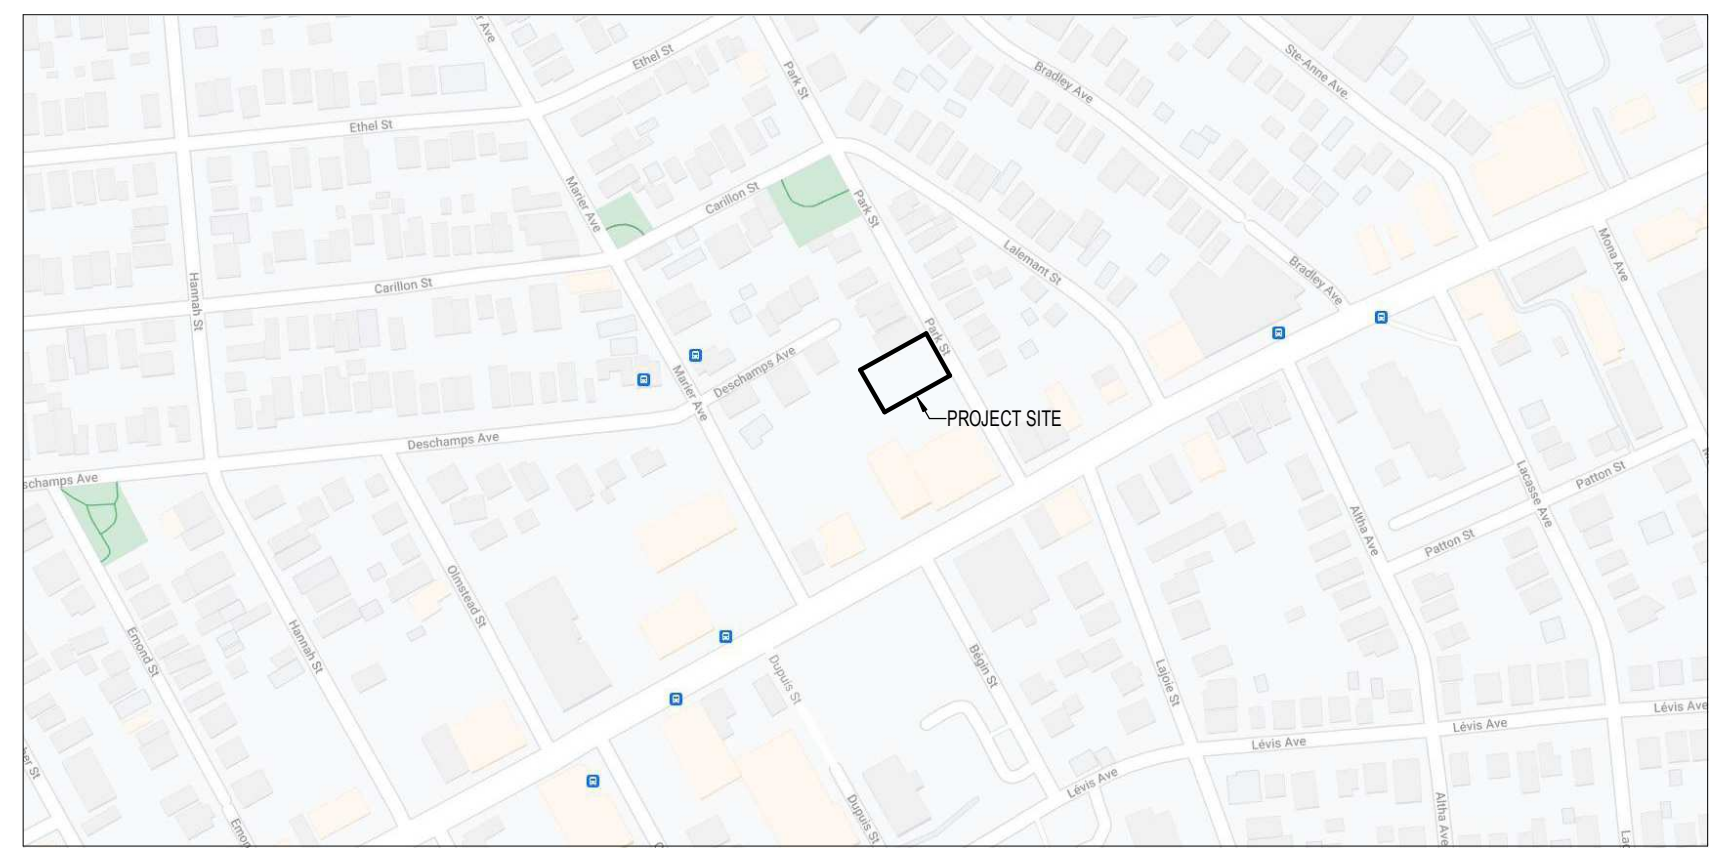 Ethel St
Park St
Bradley Ave
Ste-Anne Ave.
Ethel St
Marier Ave
Carillon St
Park St
Lalemant St
Bradley Ave
Mona Ave
Hannah St
Carillon St
Park St
Marier Ave
Deschamps Ave
PROJECT SITE
Deschamps Ave
Lacasse Ave
Patton St
Altha Ave
Patton St
Olmstead St
Hannah St
Emond St
Dupuis St
Bégin St
Lajoie St
Lévis Ave
Lévis Ave
Lévis Ave
Lévis Ave
Dupuis St
Altha Ave